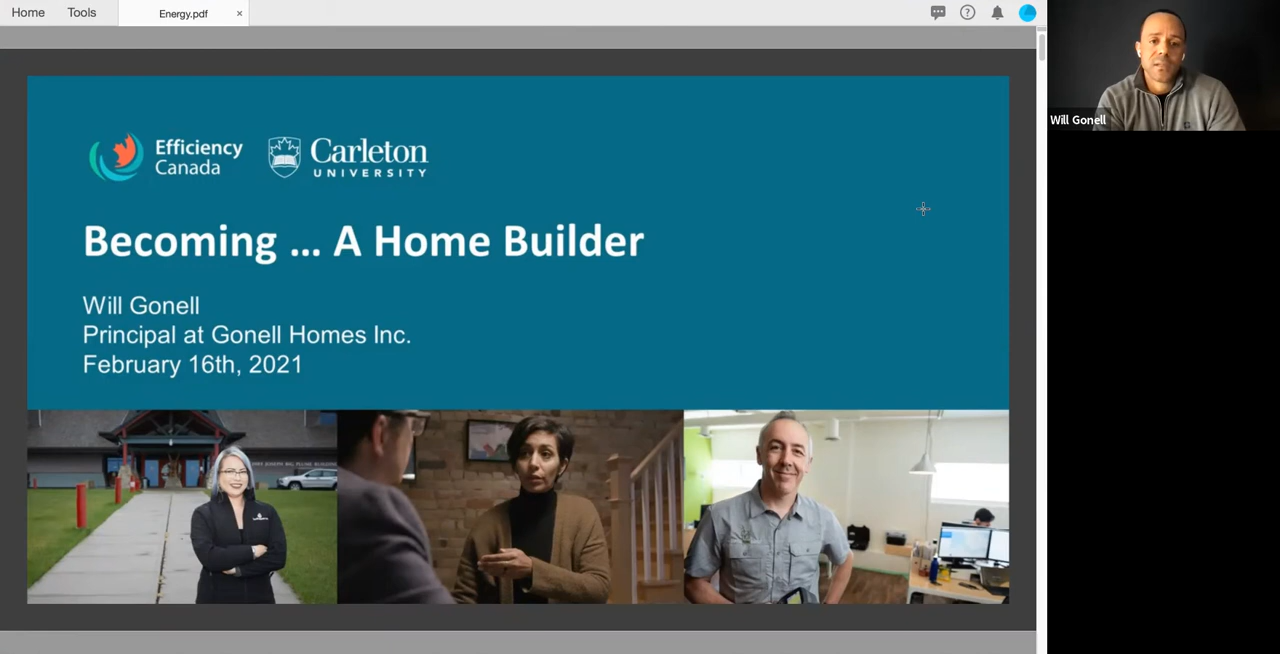 Home Tools Energy.pdf ×
Will Gonell
Efficiency
Canada
Carleton
UNIVERSITY
Becoming ... A Home Builder
Will Gonell
Principal at Gonell Homes Inc.
February 16th, 2021